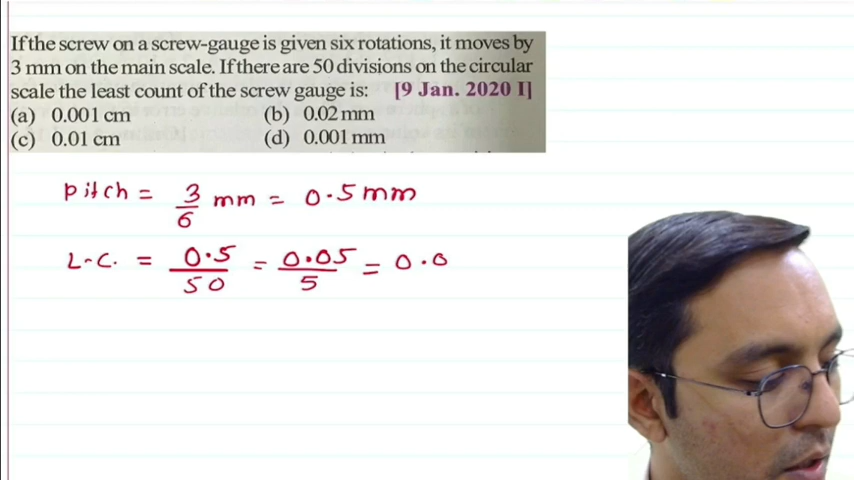 If the screw on a screw-gauge is given six rotations, it moves by
3 mm on the main scale. If there are 50 divisions on the circular
scale the least count of the screw gauge is: [9 Jan. 2020 I]
(a) 0.001 cm (b) 0.02 mm
(c) 0.01 cm (d) 0.001 mm
Pitch = 3/6 mm = 0.5 mm
L.C. = 0.5/50 = 0.05/5 = 0.0